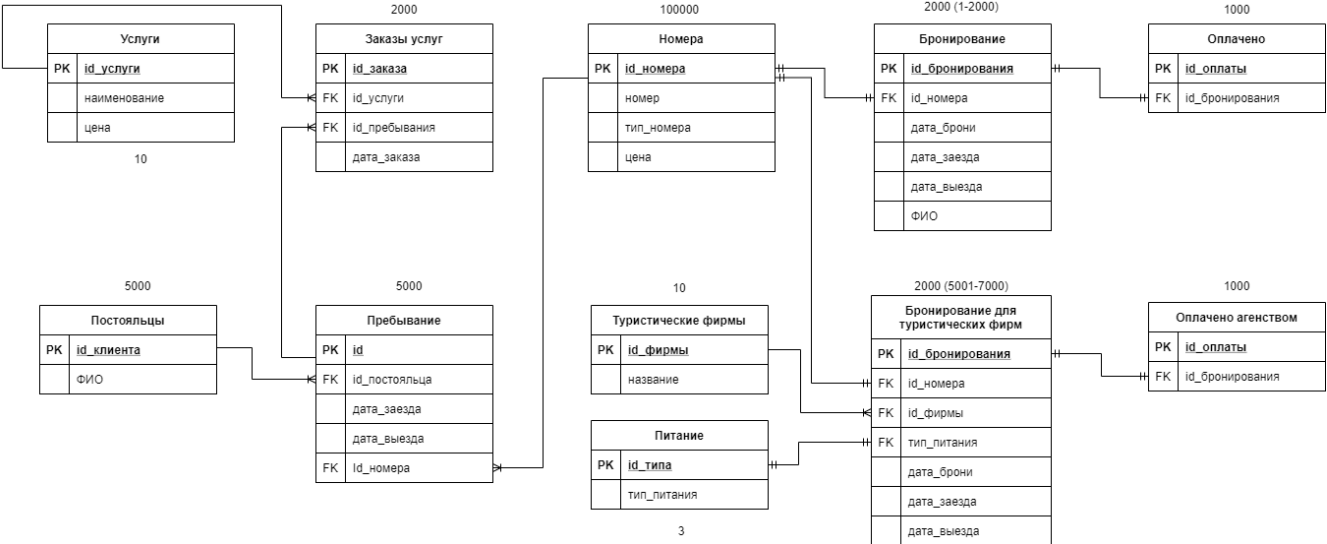 2000
100000
2000 (1-2000)
1000
Услуги
PK id_услуги
наименование
цена
10
Заказы услуг
PK id_заказа
FK id_услуги
FK id_пребывания
дата_заказа
Номера
PK id_номера
номер
тип_номера
цена
Бронирование
PK id_бронирования
FK id_номера
дата_брони
дата_заезда
дата_выезда
ФИО
Оплачено
PK id_оплаты
FK id_бронирования
5000
5000
10
2000 (5001-7000)
1000
Постояльцы
PK id_клиента
ФИО
Пребывание
PK id
FK id_постояльца
дата_заезда
дата_выезда
FK Id_номера
Туристические фирмы
PK id_фирмы
название
Питание
PK id_типа
тип_питания
3
Бронирование для
туристических фирм
PK id_бронирования
FK id_номера
FK id_фирмы
FK тип_питания
дата_брони
дата_заезда
дата_выезда
Оплачено агенством
PK id_оплаты
FK id_бронирования